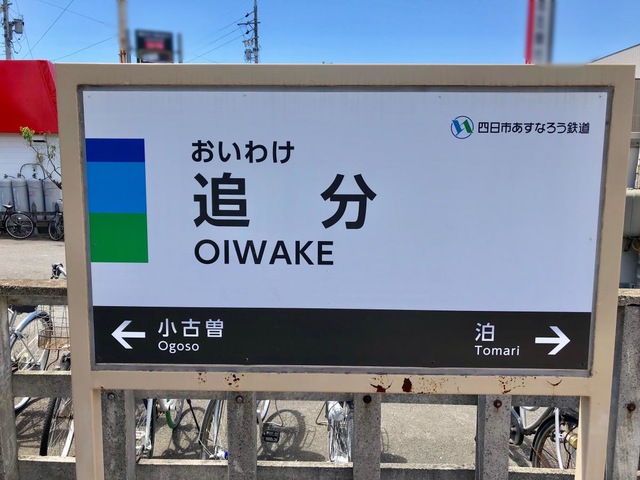 四日市あすなろう鉄道
おいわけ
追分
OIWAKE
小古曽
Ogoso
泊
Tomari